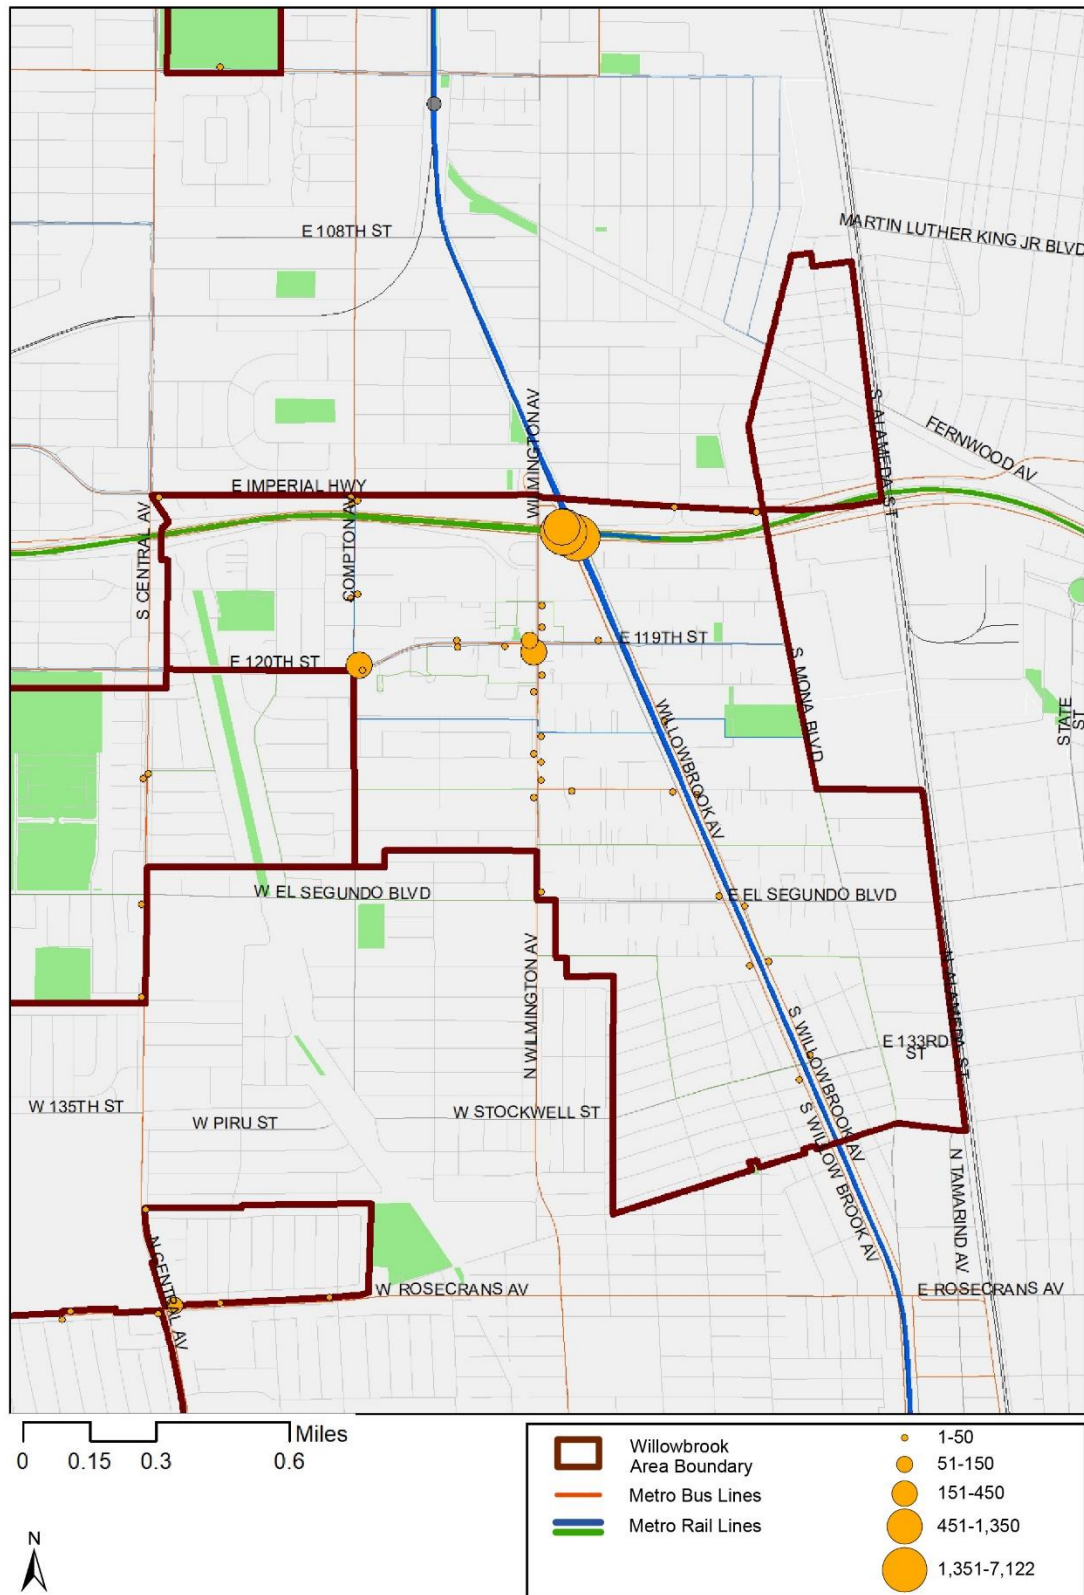 MARTIN LUTHER KING JR BLVD
E 108TH ST
WILMINGTON AV
S ALAMEDA ST
FERNWOOD AV
E IMPERIAL HWY
S CENTRAL AV
COMPTON AV
E 119TH ST
E 120TH ST
S MONA BLVD
STATE
ST
WILLOWBROOK AV
W EL SEGUNDO BLVD
E EL SEGUNDO BLVD
N WILMINGTON AV
N ALAMEDA ST
S WILLOWBROOK AV
E 133RD
ST
W 135TH ST
W PIRU ST
W STOCKWELL ST
S WILLOW BROOK AV
N TAMARIND AV
N CENTRAL AV
W ROSECRANS AV
E ROSECRANS AV
Miles
0 0.15 0.3 0.6
N
Willowbrook
Area Boundary
Metro Bus Lines
Metro Rail Lines
1-50
51-150
151-450
451-1,350
1,351-7,122